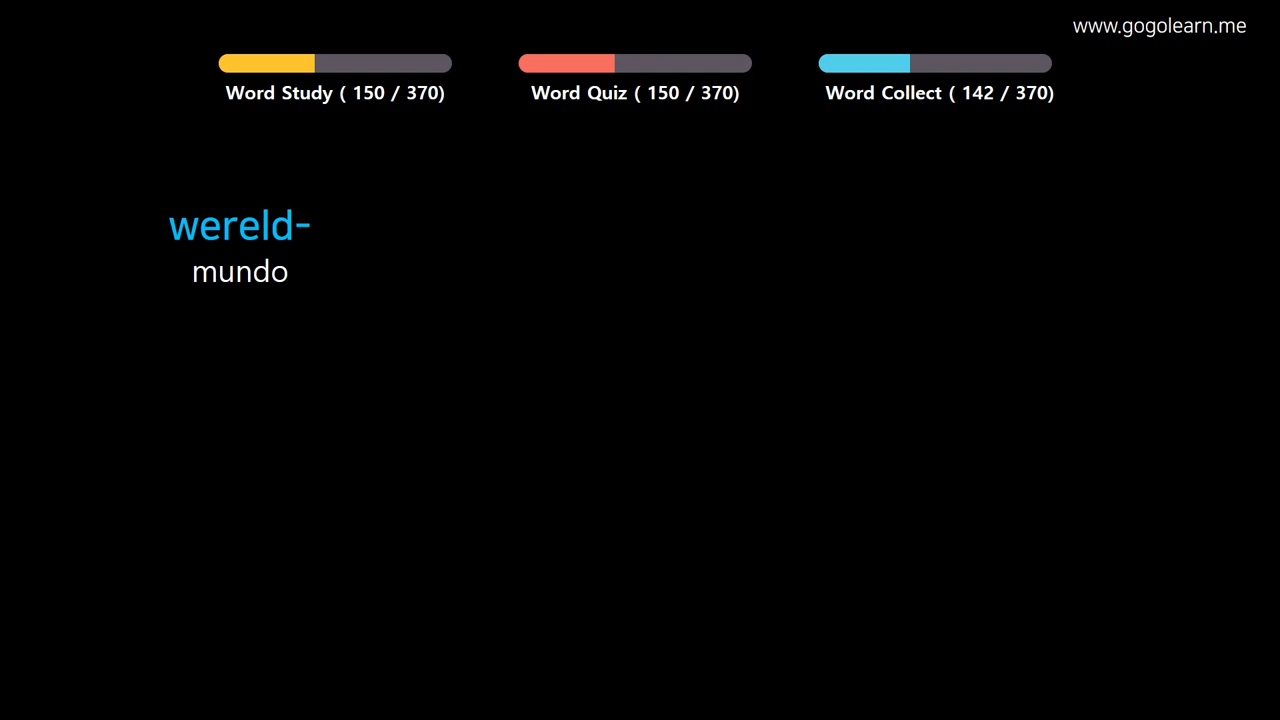 www.gogolearn.me
Word Study ( 150 / 370)
Word Quiz ( 150 / 370)
Word Collect ( 142 / 370)
wereld-
mundo